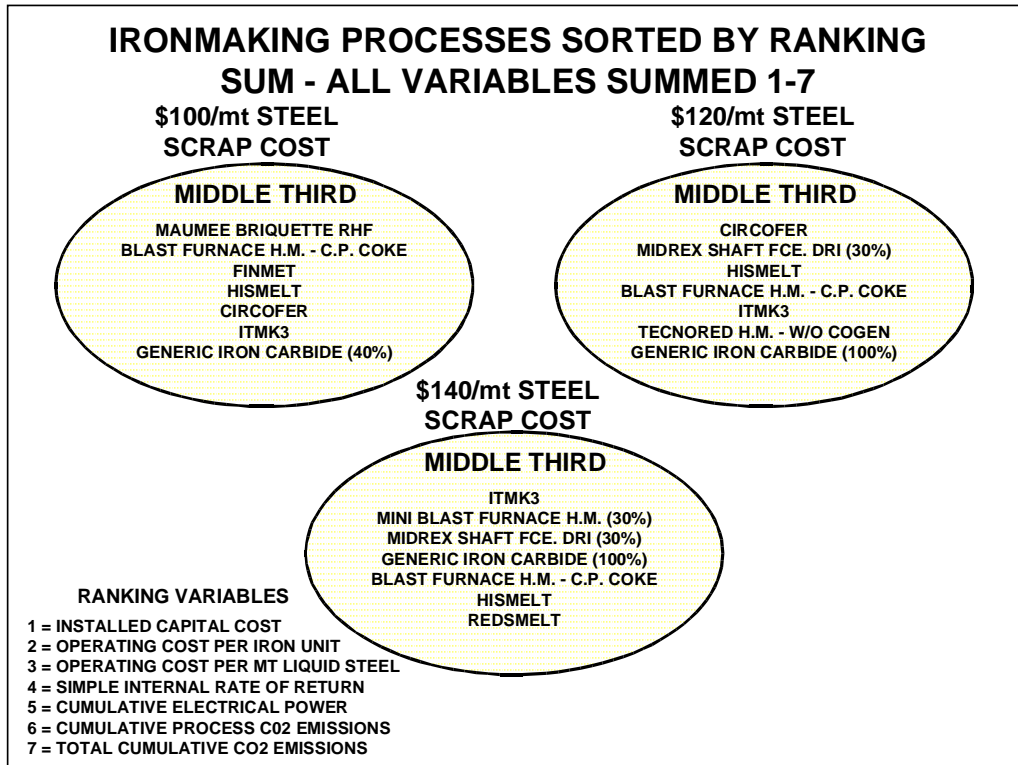 IRONMAKING PROCESSES SORTED BY RANKING
SUM - ALL VARIABLES SUMMED 1-7
$100/mt STEEL
SCRAP COST
MIDDLE THIRD
MAUMEE BRIQUETTE RHF
BLAST FURNACE H.M. - C.P. COKE
FINMET
HISMELT
CIRCOFER
ITMK3
GENERIC IRON CARBIDE (40%)
$120/mt STEEL
SCRAP COST
MIDDLE THIRD
CIRCOFER
MIDREX SHAFT FCE. DRI (30%)
HISMELT
BLAST FURNACE H.M. - C.P. COKE
ITMK3
TECNORED H.M. - W/O COGEN
GENERIC IRON CARBIDE (100%)
$140/mt STEEL
SCRAP COST
MIDDLE THIRD
ITMK3
MINI BLAST FURNACE H.M. (30%)
MIDREX SHAFT FCE. DRI (30%)
GENERIC IRON CARBIDE (100%)
BLAST FURNACE H.M. - C.P. COKE
HISMELT
REDSMELT
RANKING VARIABLES
1 = INSTALLED CAPITAL COST
2 = OPERATING COST PER IRON UNIT
3 = OPERATING COST PER MT LIQUID STEEL
4 = SIMPLE INTERNAL RATE OF RETURN
5 = CUMULATIVE ELECTRICAL POWER
6 = CUMULATIVE PROCESS C02 EMISSIONS
7 = TOTAL CUMULATIVE CO2 EMISSIONS